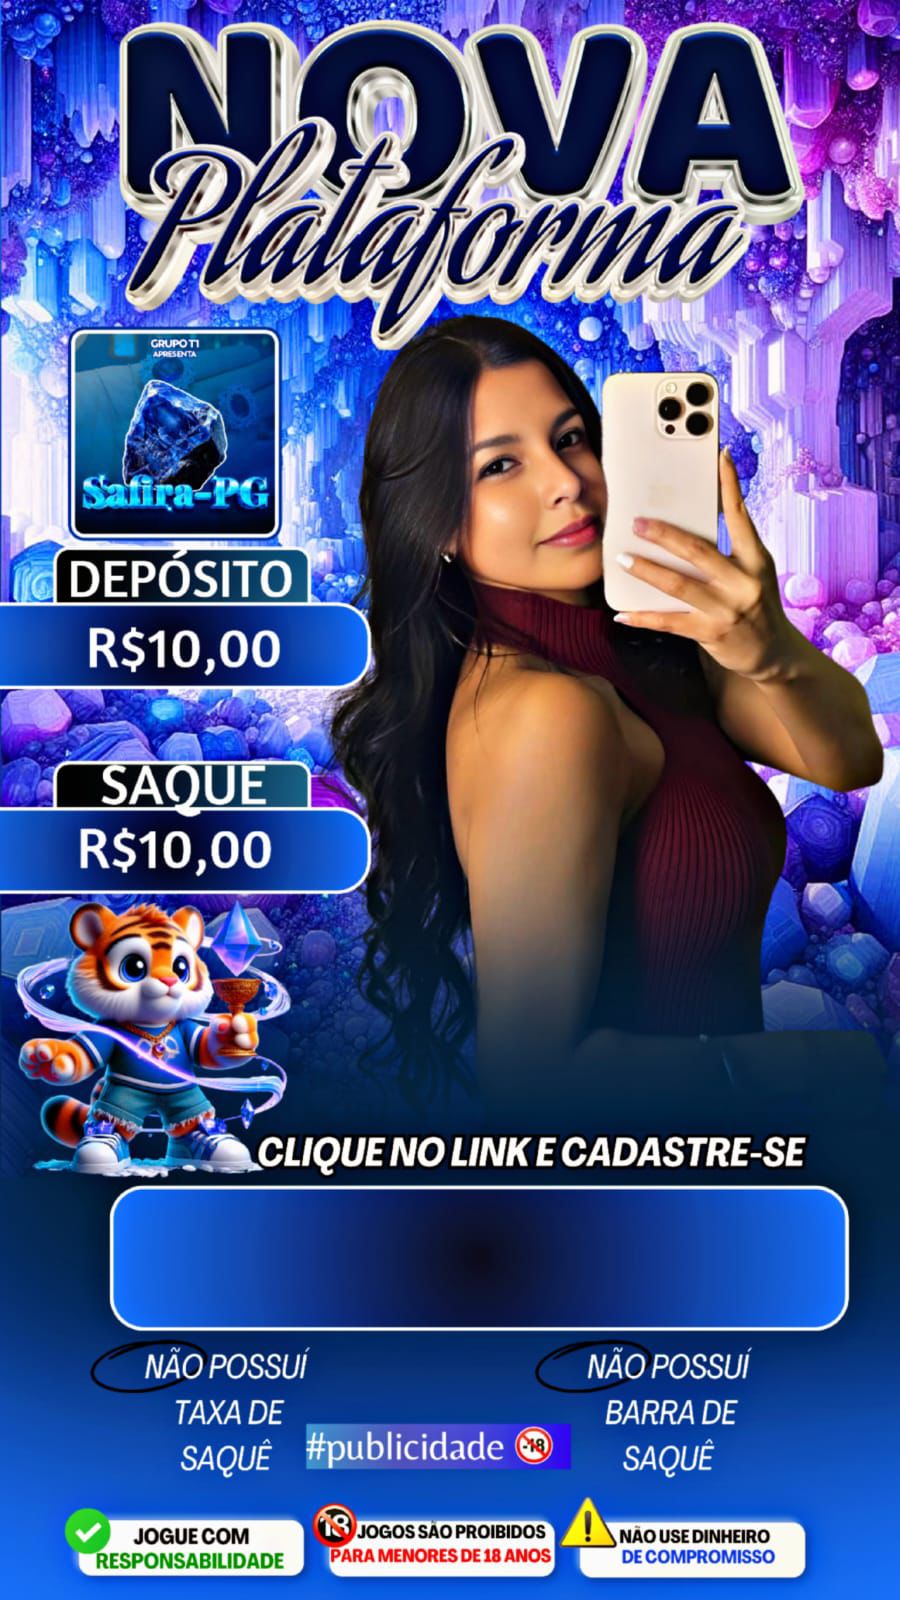 NOVA
Plataforma
GRUPO T1
APRESENTA
Safira-PG
DEPÓSITO
R$10,00
SAQUE
R$10,00
CLIQUE NO LINK E CADASTRE-SE
NÃO POSSUÍ
TAXA DE
SAQUÊ
NÃO POSSUÍ
BARRA DE
SAQUÊ
#publicidade -18
JOGUE COM
RESPONSABILIDADE
18 JOGOS SÃO PROIBIDOS
PARA MENORES DE 18 ANOS
NÃO USE DINHEIRO
DE COMPROMISSO